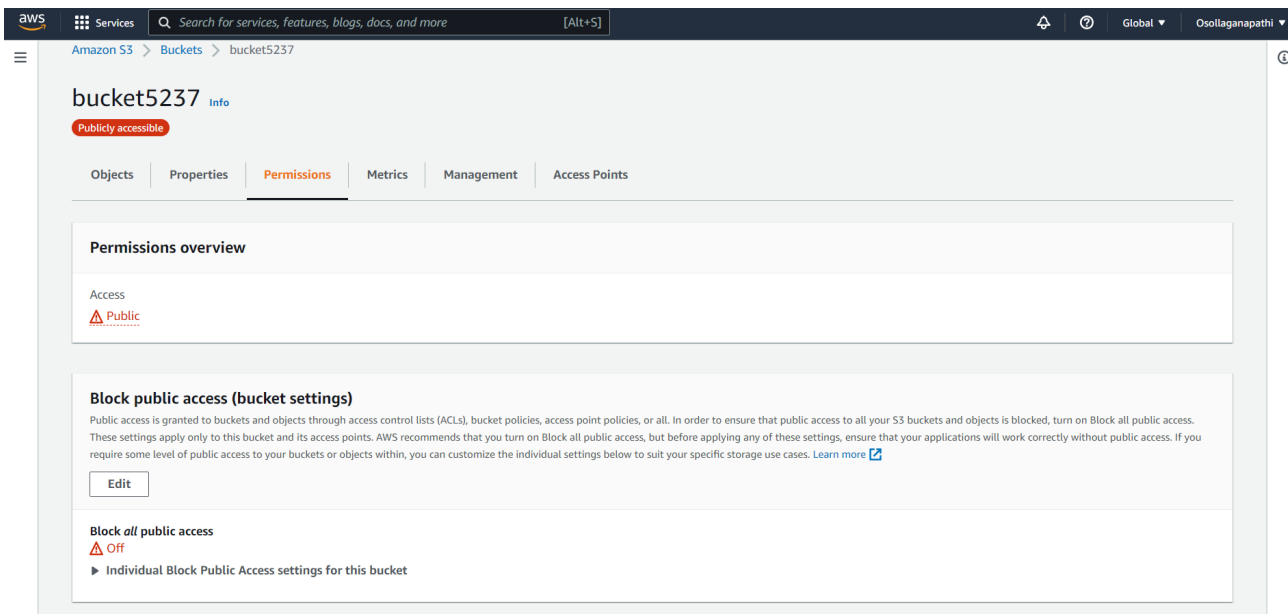 aws
Services
Search for services, features, blogs, docs, and more
[Alt+S]
Global ▼
Osollaganapathi ▼
Amazon S3 > Buckets > bucket5237
bucket5237 Info
Publicly accessible
Objects
Properties
Permissions
Metrics
Management
Access Points
Permissions overview
Access
Public
Block public access (bucket settings)
Public access is granted to buckets and objects through access control lists (ACLs), bucket policies, access point policies, or all. In order to ensure that public access to all your S3 buckets and objects is blocked, turn on Block all public access.
These settings apply only to this bucket and its access points. AWS recommends that you turn on Block all public access, but before applying any of these settings, ensure that your applications will work correctly without public access. If you
require some level of public access to your buckets or objects within, you can customize the individual settings below to suit your specific storage use cases. Learn more
Edit
Block all public access
Off
▶ Individual Block Public Access settings for this bucket